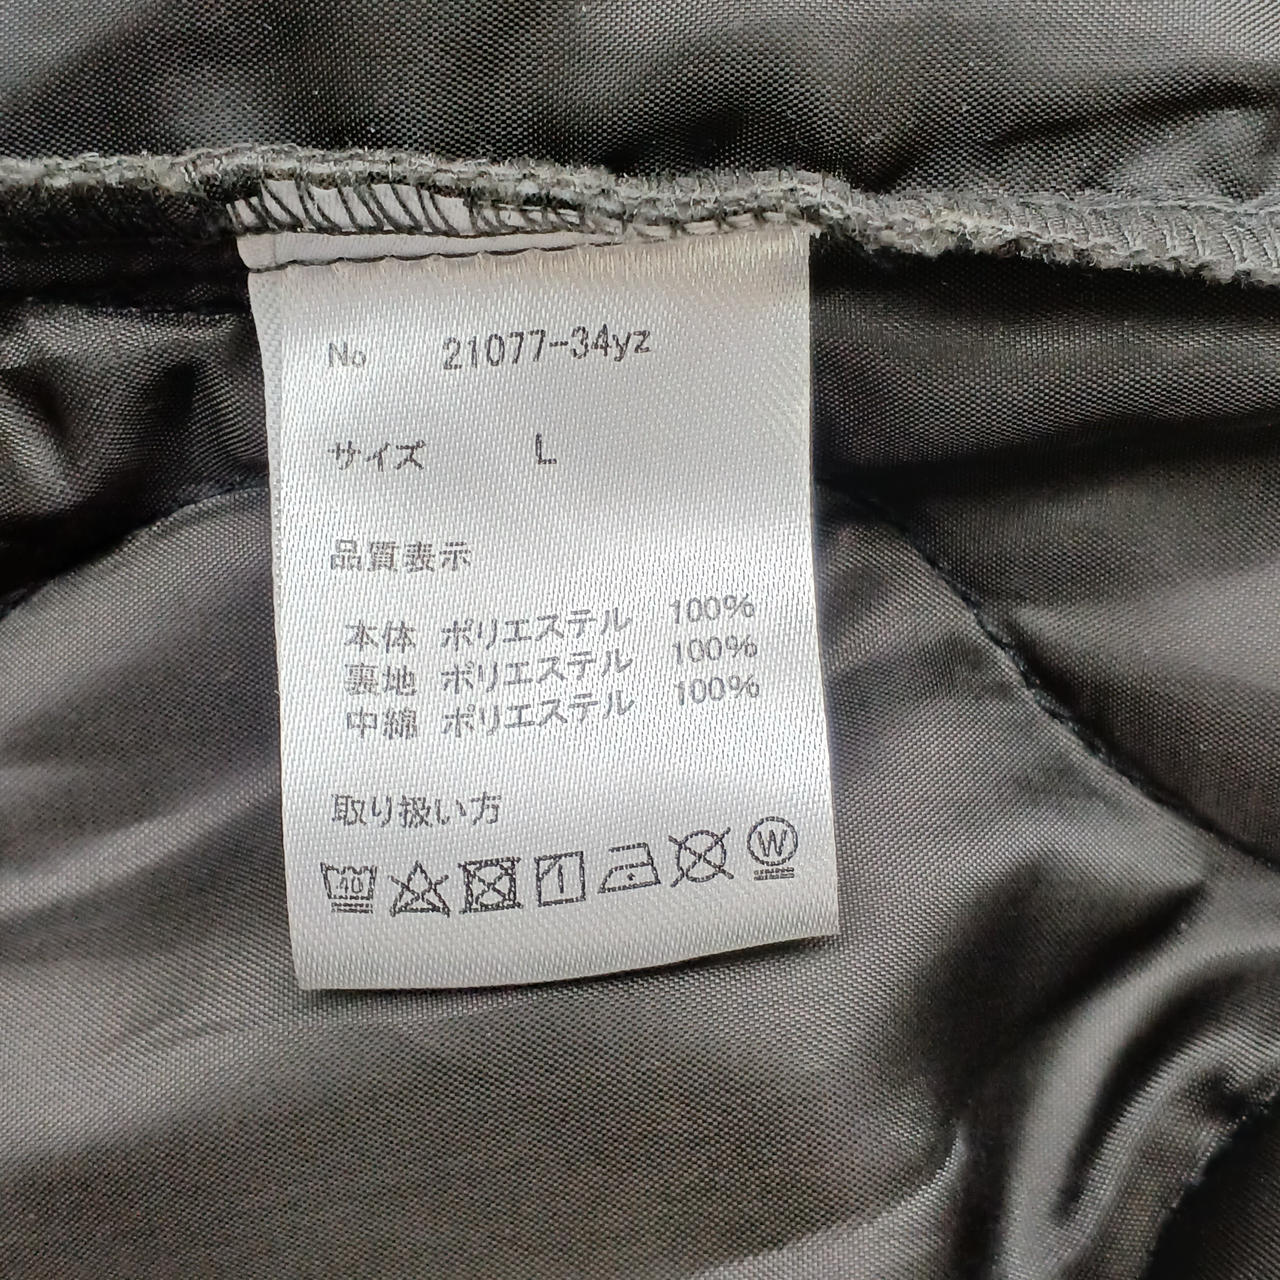 No 21077-34yz
サイズ L
品質表示
本体 ポリエステル 100%
裏地 ポリエステル 100%
中綿 ポリエステル 100%
取り扱い方
40 W